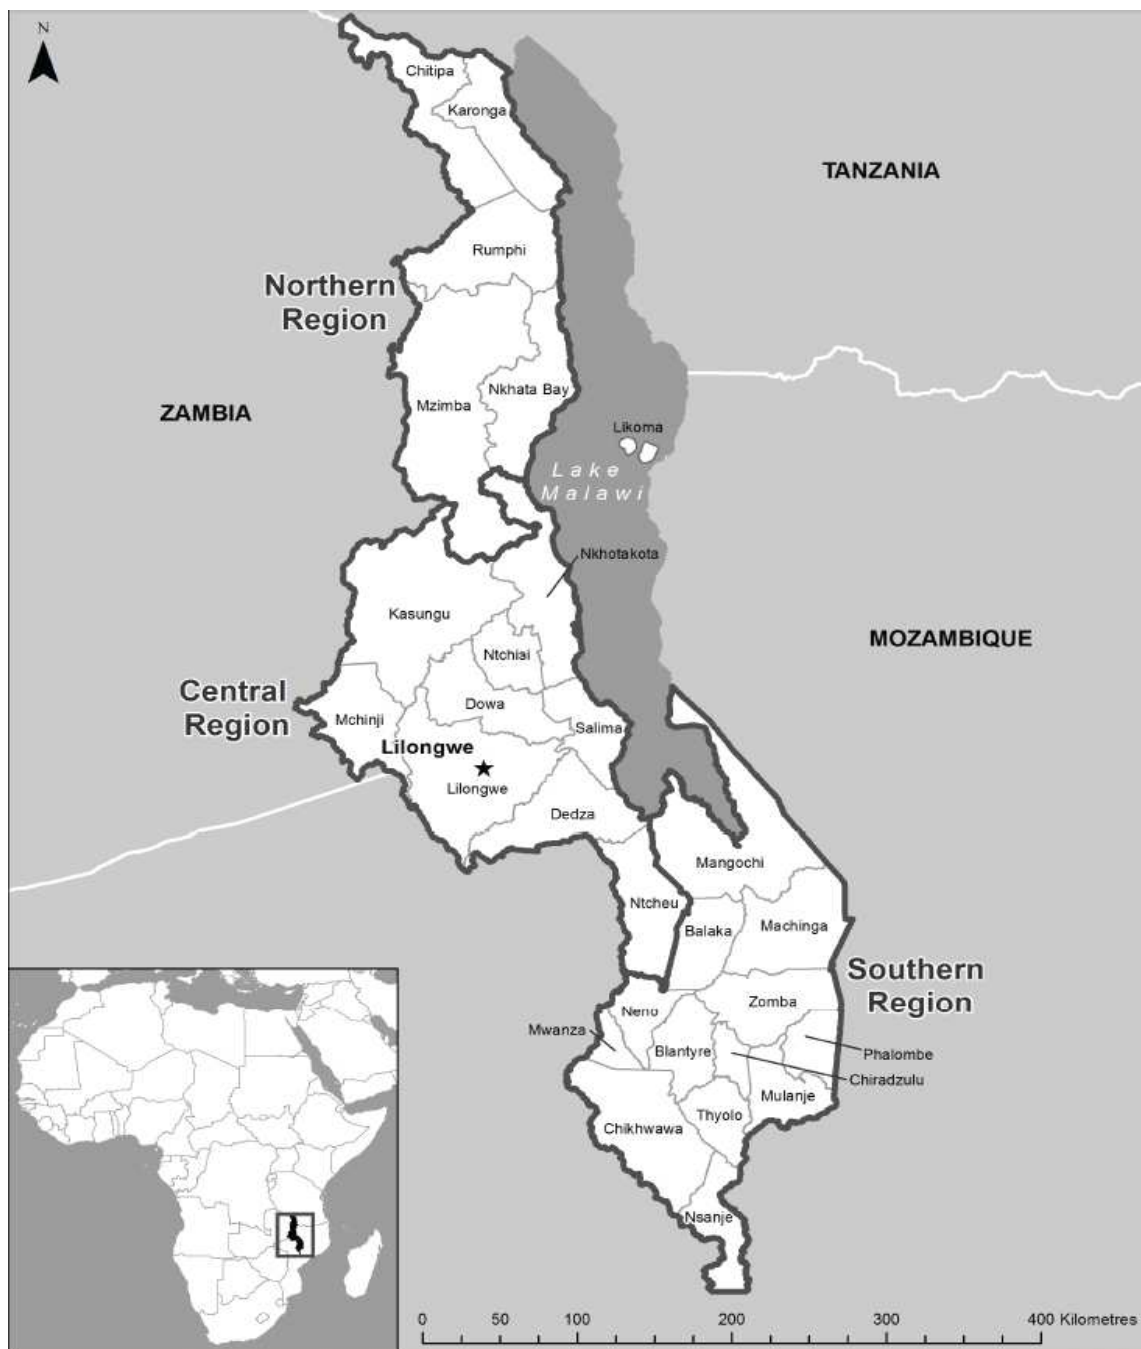 N
Chitipa
Karonga
TANZANIA
Rumphi
Northern
Region
Nkhata Bay
Mzimba
ZAMBIA
Likoma
Lake
Malawi
Nkhotakota
Kasungu
MOZAMBIQUE
Ntchisi
Central
Region
Dowa
Mchinji
Salima
Lilongwe
Lilongwe
Dedza
Mangochi
Ntcheu
Balaka
Machinga
Southern
Region
Zomba
Neno
Mwanza
Blantyre
Phalombe
Chiradzulu
Mulanje
Thyolo
Chikhwawa
Nsanje
0 50 100 200 300 400 Kilometres